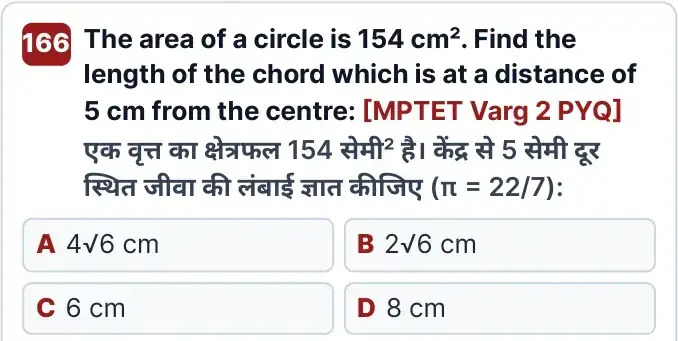 166 The area of a circle is 154 cm². Find the
length of the chord which is at a distance of
5 cm from the centre: [MPTET Varg 2 PYQ]
एक वृत्त का क्षेत्रफल 154 सेमी² है। केंद्र से 5 सेमी दूर
स्थित जीवा की लंबाई ज्ञात कीजिए (π = 22/7):
A 4√6 cm
B 2√6 cm
C 6 cm
D 8 cm